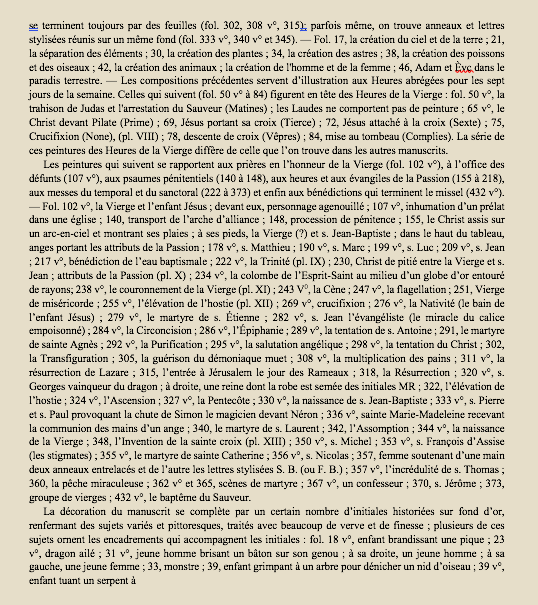 se terminent toujours par des feuilles (fol. 302, 308 v°, 315); parfois même, on trouve anneaux et lettres
stylisées réunis sur un même fond (fol. 333 v°, 340 v° et 345). — Fol. 17, la création du ciel et de la terre ; 21,
la séparation des éléments ; 30, la création des plantes ; 34, la création des astres ; 38, la création des poissons
et des oiseaux ; 42, la création des animaux ; la création de l'homme et de la femme ; 46, Adam et Èvç dans le
paradis terrestre. — Les compositions précédentes servent d'illustration aux Heures abrégées pour les sept
jours de la semaine. Celles qui suivent (fol. 50 v° à 84) figurent en tête des Heures de la Vierge : fol. 50 v°, la
trahison de Judas et l'arrestation du Sauveur (Matines) ; les Laudes ne comportent pas de peinture ; 65 v°, le
Christ devant Pilate (Prime) ; 69, Jésus portant sa croix (Tierce) ; 72, Jésus attaché à la croix (Sexte) ; 75,
Crucifixion (None), (pl. VIII) ; 78, descente de croix (Vêpres) ; 84, mise au tombeau (Complies). La série de
ces peintures des Heures de la Vierge diffère de celle que l'on trouve dans les autres manuscrits.
Les peintures qui suivent se rapportent aux prières en l'honneur de la Vierge (fol. 102 v°), à l'office des
défunts (107 v°), aux psaumes pénitentiels (140 à 148), aux heures et aux évangiles de la Passion (155 à 218),
aux messes du temporal et du sanctoral (222 à 373) et enfin aux bénédictions qui terminent le missel (432 v°).
— Fol. 102 v°, la Vierge et l'enfant Jésus ; devant eux, personnage agenouillé ; 107 v°, inhumation d'un prélat
dans une église ; 140, transport de l'arche d'alliance ; 148, procession de pénitence ; 155, le Christ assis sur
un arc-en-ciel et montrant ses plaies ; à ses pieds, la Vierge (?) et s. Jean-Baptiste ; dans le haut du tableau,
anges portant les attributs de la Passion ; 178 v°, s. Matthieu ; 190 v°, s. Marc ; 199 v°, s. Luc ; 209 v°, s. Jean
; 217 v°, bénédiction de l'eau baptismale ; 222 v°, la Trinité (pl. IX) ; 230, Christ de pitié entre la Vierge et s.
Jean ; attributs de la Passion (pl. X) ; 234 v°, la colombe de l'Esprit-Saint au milieu d'un globe d'or entouré
de rayons; 238 v°, le couronnement de la Vierge (pl. XI) ; 243 V⁰, la Cène ; 247 v°, la flagellation ; 251, Vierge
de miséricorde ; 255 v°, l'élévation de l'hostie (pl. XII) ; 269 v°, crucifixion ; 276 v°, la Nativité (le bain de
l'enfant Jésus) ; 279 v°, le martyre de s. Étienne ; 282 v°, s. Jean l'évangéliste (le miracle du calice
empoisonné) ; 284 v°, la Circoncision ; 286 v°, l'Épiphanie ; 289 v°, la tentation de s. Antoine ; 291, le martyre
de sainte Agnès ; 292 v°, la Purification ; 295 v°, la salutation angélique ; 298 v°, la tentation du Christ ; 302,
la Transfiguration ; 305, la guérison du démoniaque muet ; 308 v°, la multiplication des pains ; 311 v°, la
résurrection de Lazare ; 315, l'entrée à Jérusalem le jour des Rameaux ; 318, la Résurrection ; 320 v°, s.
Georges vainqueur du dragon ; à droite, une reine dont la robe est semée des initiales MR ; 322, l'élévation de
l'hostie ; 324 v°, l'Ascension ; 327 v°, la Pentecôte ; 330 v°, la naissance de s. Jean-Baptiste ; 333 v°, s. Pierre
et s. Paul provoquant la chute de Simon le magicien devant Néron ; 336 v°, sainte Marie-Madeleine recevant
la communion des mains d'un ange ; 340, le martyre de s. Laurent ; 342, l'Assomption ; 344 v°, la naissance
de la Vierge ; 348, l'Invention de la sainte croix (pl. XIII) ; 350 v°, s. Michel ; 353 v°, s. François d'Assise
(les stigmates) ; 355 v°, le martyre de sainte Catherine ; 356 v°, s. Nicolas ; 357, femme soutenant d'une main
deux anneaux entrelacés et de l'autre les lettres stylisées S. B. (ou F. B.) ; 357 v°, l'incrédulité de s. Thomas ;
360, la pêche miraculeuse ; 362 v° et 365, scènes de martyre ; 367 v°, un confesseur ; 370, s. Jérôme ; 373,
groupe de vierges ; 432 v°, le baptême du Sauveur.
La décoration du manuscrit se complète par un certain nombre d'initiales historiées sur fond d'or,
renfermant des sujets variés et pittoresques, traités avec beaucoup de verve et de finesse ; plusieurs de ces
sujets ornent les encadrements qui accompagnent les initiales : fol. 18 v°, enfant brandissant une pique ; 23
v°, dragon ailé ; 31 v°, jeune homme brisant un bâton sur son genou ; à sa droite, un jeune homme ; à sa
gauche, une jeune femme ; 33, monstre ; 39, enfant grimpant à un arbre pour dénicher un nid d'oiseau ; 39 v°,
enfant tuant un serpent à